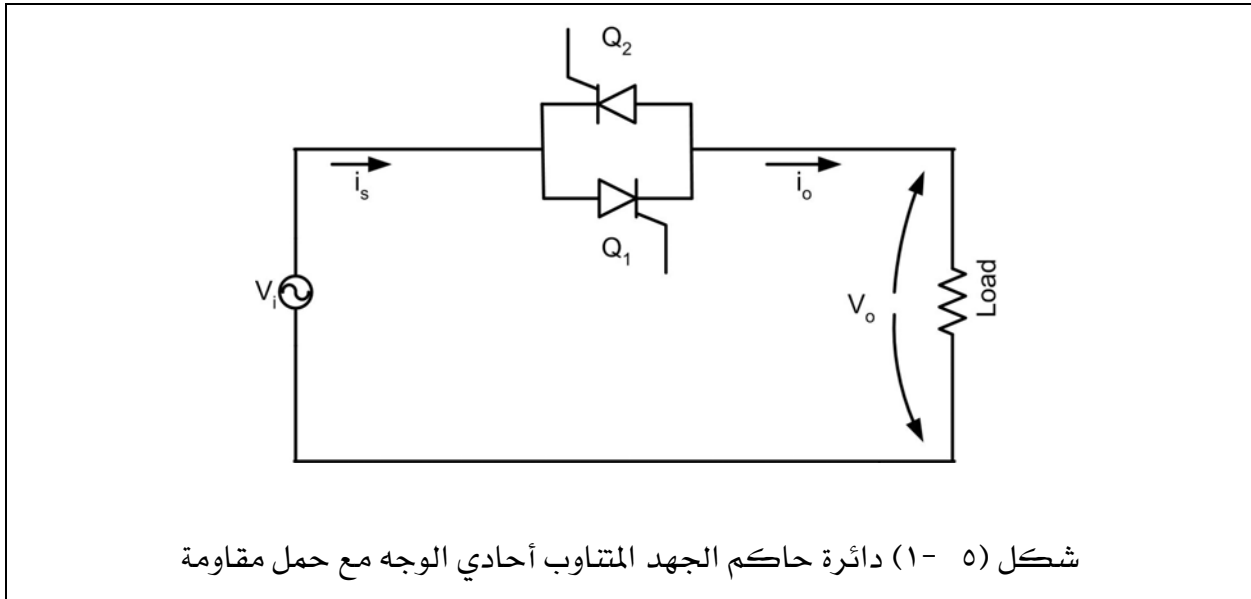 Q2
is
io
Q1
Vi
Vo
Load
شكل (٥ -١) دائرة حاكم الجهد المتناوب أحادي الوجه مع حمل مقاومة